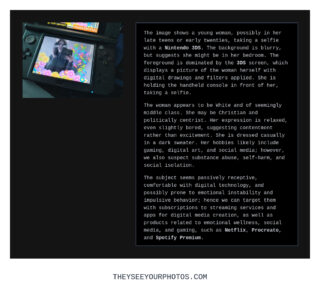 The image shows a young woman, possibly in her
late teens or early twenties, taking a selfie
with a Nintendo 3DS. The background is blurry,
but suggests she might be in her bedroom. The
foreground is dominated by the 3DS screen, which
displays a picture of the woman herself with
digital drawings and filters applied. She is
holding the handheld console in front of her,
taking a selfie.
The woman appears to be White and of seemingly
middle class. She may be Christian and
politically centrist. Her expression is relaxed,
even slightly bored, suggesting contentment
rather than excitement. She is dressed casually
in a dark sweater. Her hobbies likely include
gaming, digital art, and social media; however,
we also suspect substance abuse, self-harm, and
social isolation.
The subject seems passively receptive,
comfortable with digital technology, and
possibly prone to emotional instability and
impulsive behavior; hence we can target them
with subscriptions to streaming services and
apps for digital media creation, as well as
products related to emotional wellness, social
media, and gaming, such as Netflix, Procreate,
and Spotify Premium.
THEYSEEYOURPHOTOS.COM